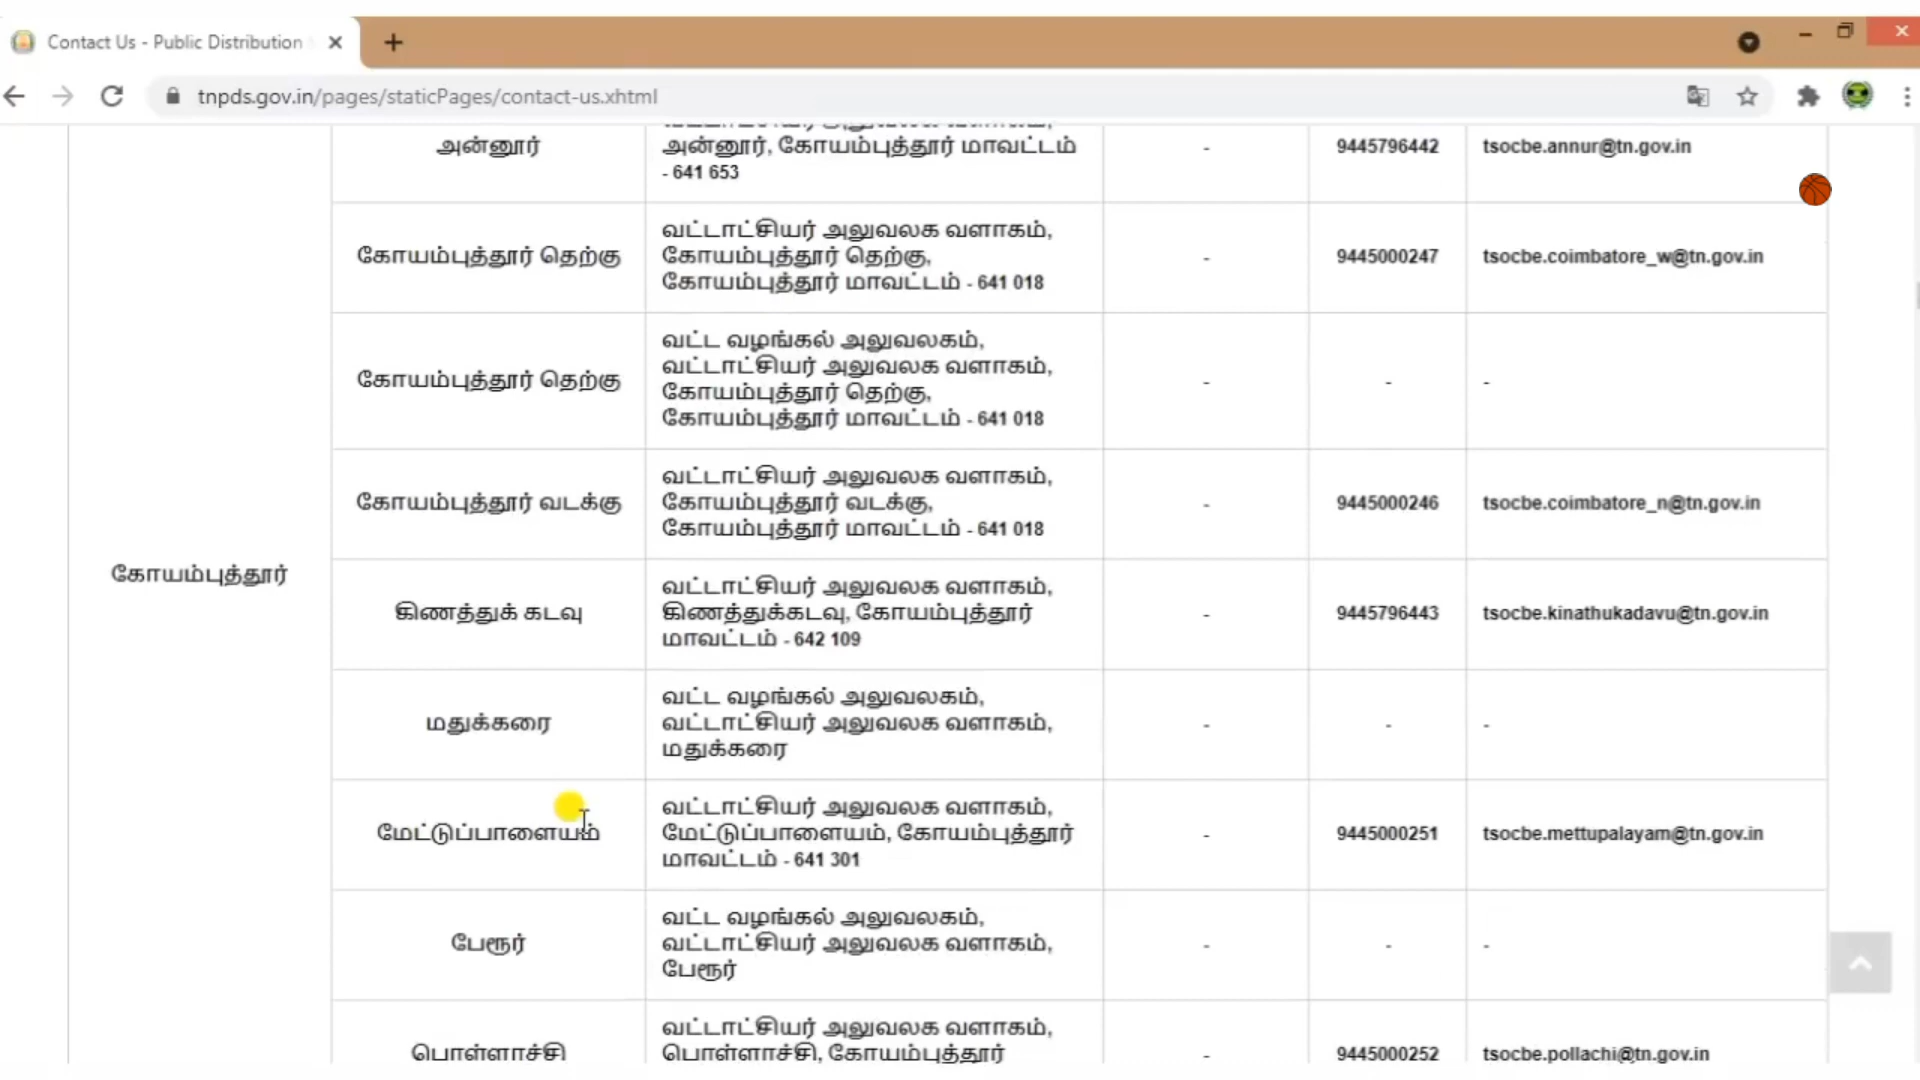 Contact Us - Public Distribution
tnpds.gov.in/pages/staticPages/contact-us.xhtml
அன்னூர்
வட்டாட்சியர் அலுவலக வளாகம்,
அன்னூர், கோயம்புத்தூர் மாவட்டம்
- 641 653
-
9445796442
tsocbe.annur@tn.gov.in
கோயம்புத்தூர் தெற்கு
வட்டாட்சியர் அலுவலக வளாகம்,
கோயம்புத்தூர் தெற்கு,
கோயம்புத்தூர் மாவட்டம் - 641 018
-
9445000247
tsocbe.coimbatore_w@tn.gov.in
கோயம்புத்தூர் தெற்கு
வட்ட வழங்கல் அலுவலகம்,
வட்டாட்சியர் அலுவலக வளாகம்,
கோயம்புத்தூர் தெற்கு,
கோயம்புத்தூர் மாவட்டம் - 641 018
-
-
-
கோயம்புத்தூர் வடக்கு
வட்டாட்சியர் அலுவலக வளாகம்,
கோயம்புத்தூர் வடக்கு,
கோயம்புத்தூர் மாவட்டம் - 641 018
-
9445000246
tsocbe.coimbatore_n@tn.gov.in
கோயம்புத்தூர்
கிணத்துக் கடவு
வட்டாட்சியர் அலுவலக வளாகம்,
கிணத்துக்கடவு, கோயம்புத்தூர்
மாவட்டம் - 642 109
-
9445796443
tsocbe.kinathukadavu@tn.gov.in
மதுக்கரை
வட்ட வழங்கல் அலுவலகம்,
வட்டாட்சியர் அலுவலக வளாகம்,
மதுக்கரை
-
-
-
மேட்டுப்பாளையம்
வட்டாட்சியர் அலுவலக வளாகம்,
மேட்டுப்பாளையம், கோயம்புத்தூர்
மாவட்டம் - 641 301
-
9445000251
tsocbe.mettupalayam@tn.gov.in
பேரூர்
வட்ட வழங்கல் அலுவலகம்,
வட்டாட்சியர் அலுவலக வளாகம்,
பேரூர்
-
-
-
பொள்ளாச்சி
வட்டாட்சியர் அலுவலக வளாகம்,
பொள்ளாச்சி, கோயம்புத்தூர்
-
9445000252
tsocbe.pollachi@tn.gov.in